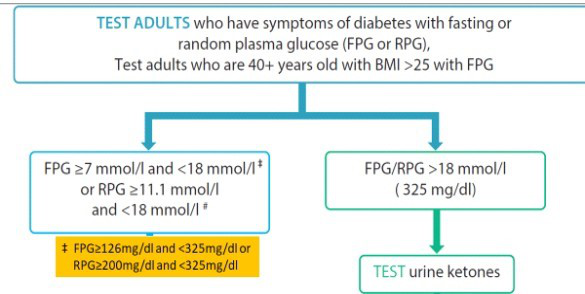 TEST ADULTS who have symptoms of diabetes with fasting or
random plasma glucose (FPG or RPG),
Test adults who are 40+ years old with BMI >25 with FPG
FPG ≥7 mmol/l and <18 mmol/l‡
or RPG ≥11.1 mmol/l
and <18 mmol/l #
‡ FPG≥126mg/dl and <325mg/dl or
RPG≥200mg/dl and <325mg/dl
FPG/RPG >18 mmol/l
( 325 mg/dl)
TEST urine ketones